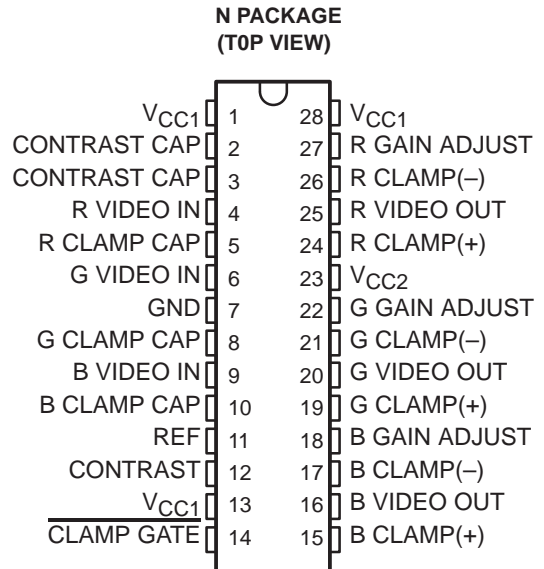 N PACKAGE
(T0P VIEW)
VCC1 1 28 VCC1
CONTRAST CAP 2 27 R GAIN ADJUST
CONTRAST CAP 3 26 R CLAMP(–)
R VIDEO IN 4 25 R VIDEO OUT
R CLAMP CAP 5 24 R CLAMP(+)
G VIDEO IN 6 23 VCC2
GND 7 22 G GAIN ADJUST
G CLAMP CAP 8 21 G CLAMP(–)
B VIDEO IN 9 20 G VIDEO OUT
B CLAMP CAP 10 19 G CLAMP(+)
REF 11 18 B GAIN ADJUST
CONTRAST 12 17 B CLAMP(–)
VCC1 13 16 B VIDEO OUT
CLAMP GATE 14 15 B CLAMP(+)